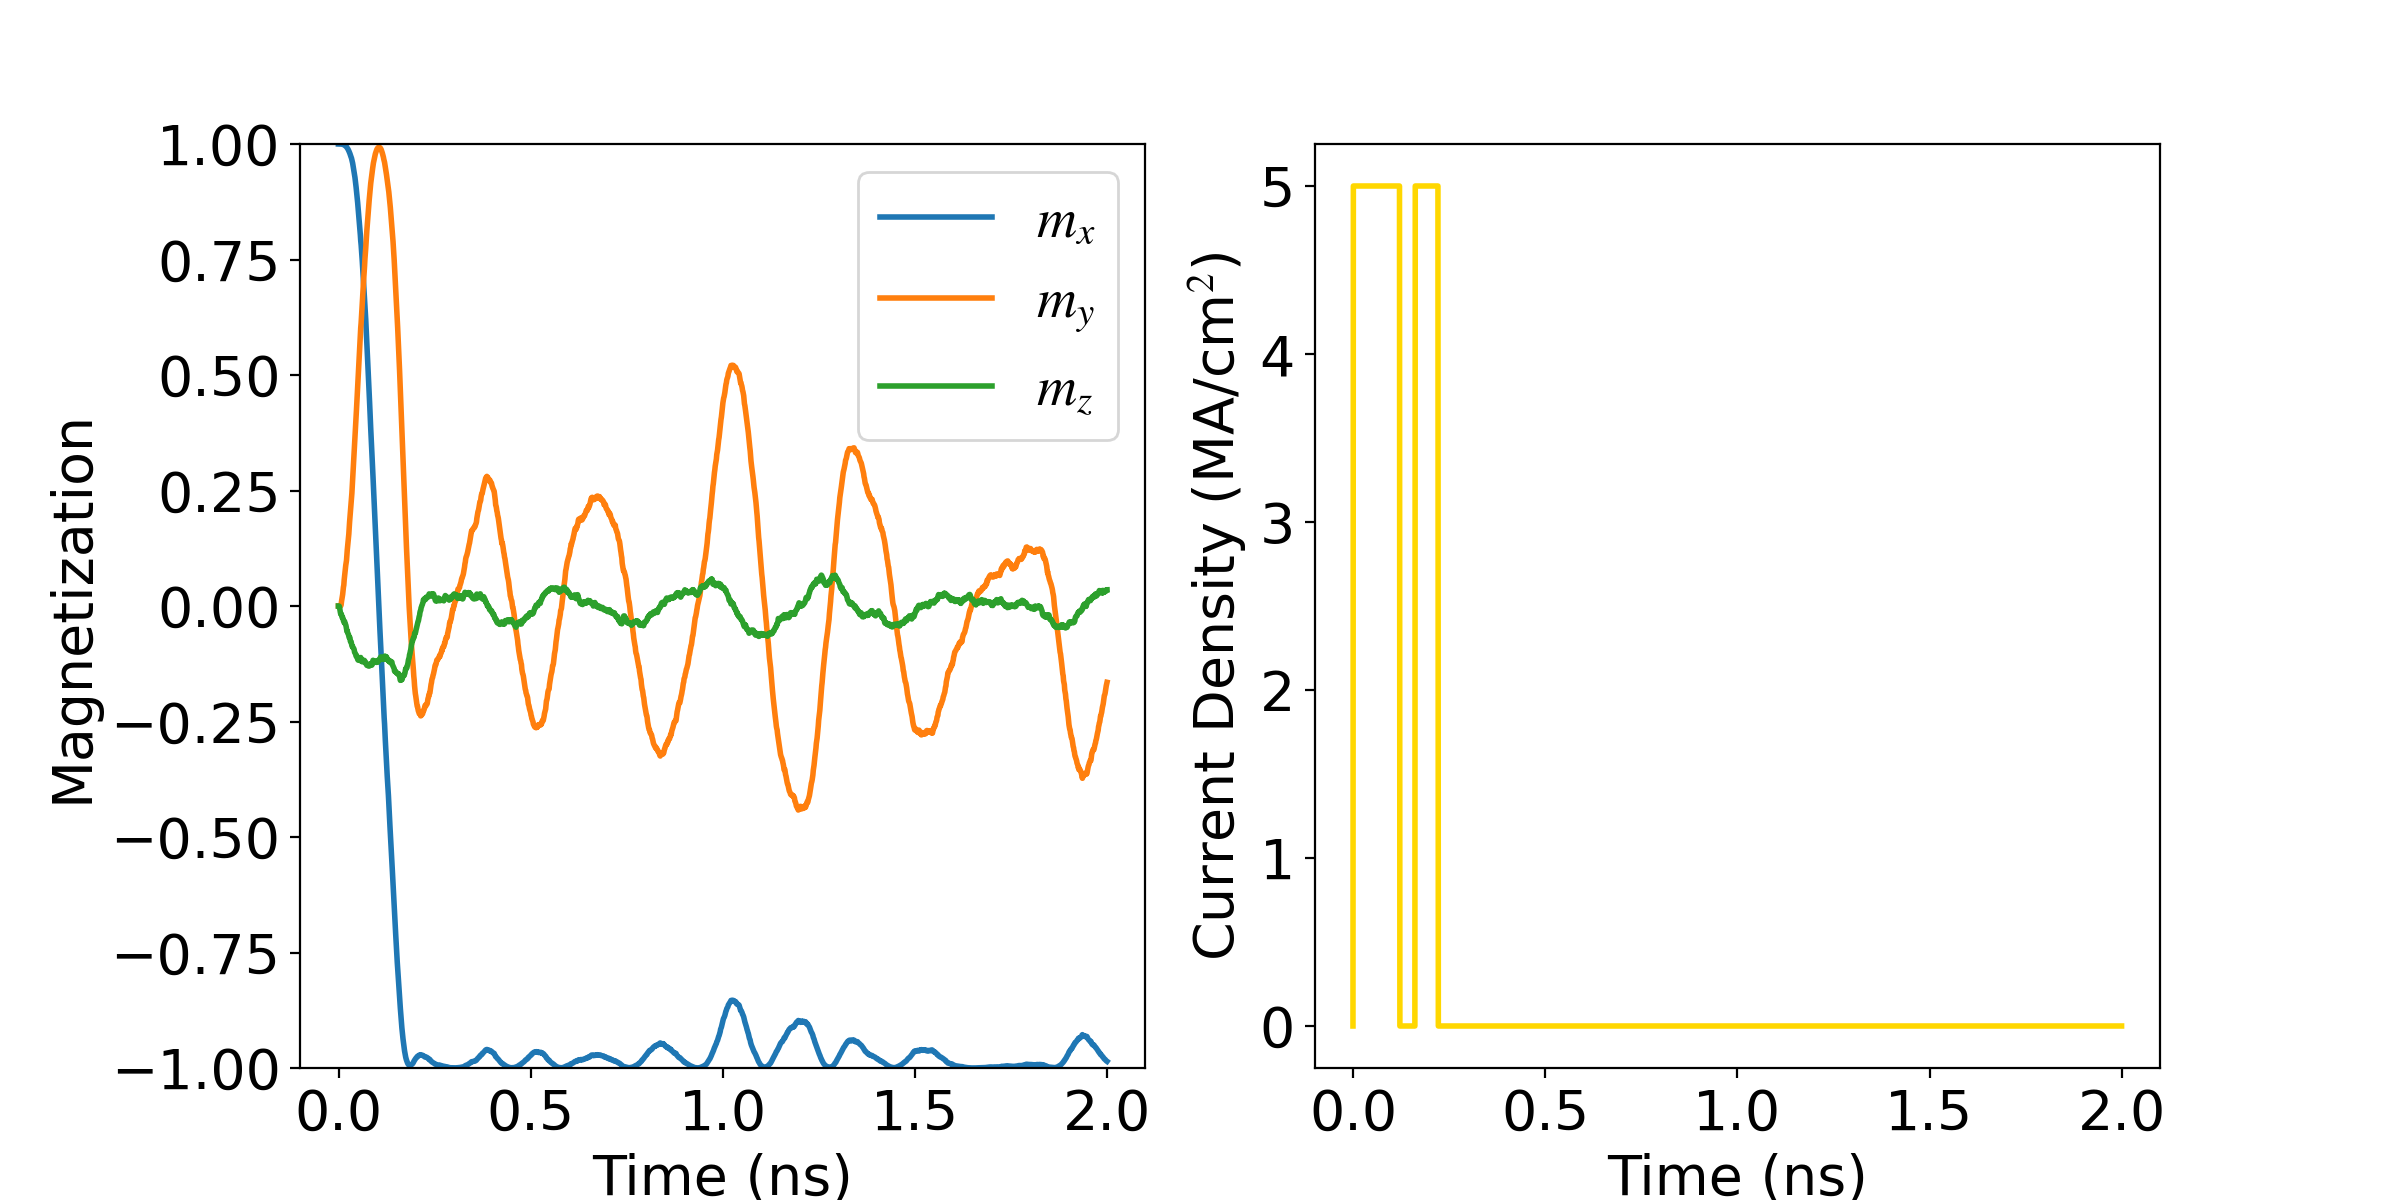 1.00
0.75
0.50
0.25
0.00
−0.25
−0.50
−0.75
−1.00
Magnetization
0.0 0.5 1.0 1.5 2.0
Time (ns)
m_x
m_y
m_z
5
4
3
2
1
0
Current Density (MA/cm²)
0.0 0.5 1.0 1.5 2.0
Time (ns)